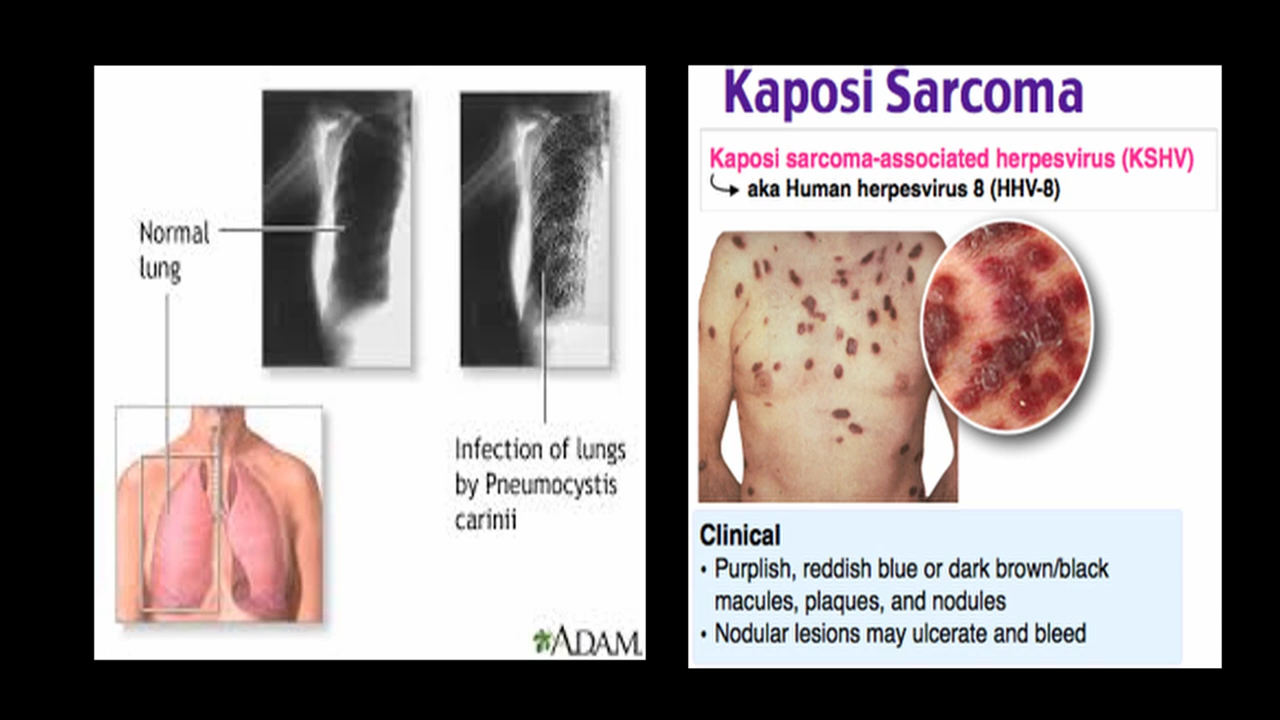 Normal
lung
Infection of lungs
by Pneumocystis
carinii
ADAM.
Kaposi Sarcoma
Kaposi sarcoma-associated herpesvirus (KSHV)
aka Human herpesvirus 8 (HHV-8)
Clinical
• Purplish, reddish blue or dark brown/black
macules, plaques, and nodules
• Nodular lesions may ulcerate and bleed